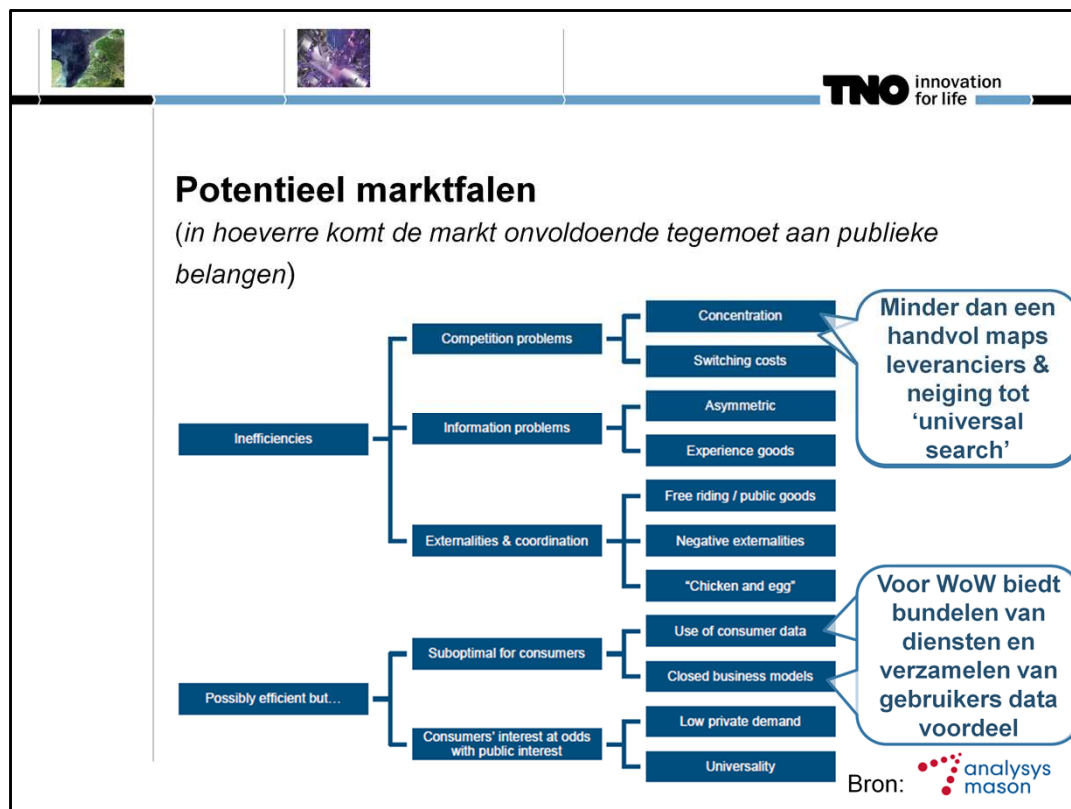 TNO innovation
for life
Potentieel marktfalen
(in hoeverre komt de markt onvoldoende tegemoet aan publieke
belangen)
Inefficiencies
Competition problems
Concentration
Switching costs
Information problems
Asymmetric
Experience goods
Externalities & coordination
Free riding / public goods
Negative externalities
"Chicken and egg"
Possibly efficient but...
Suboptimal for consumers
Use of consumer data
Closed business models
Consumers' interest at odds
with public interest
Low private demand
Universality
Minder dan een
handvol maps
leveranciers &
neiging tot
‘universal
search’
Voor WoW biedt
bundelen van
diensten en
verzamelen van
gebruikers data
voordeel
Bron: analysys
mason